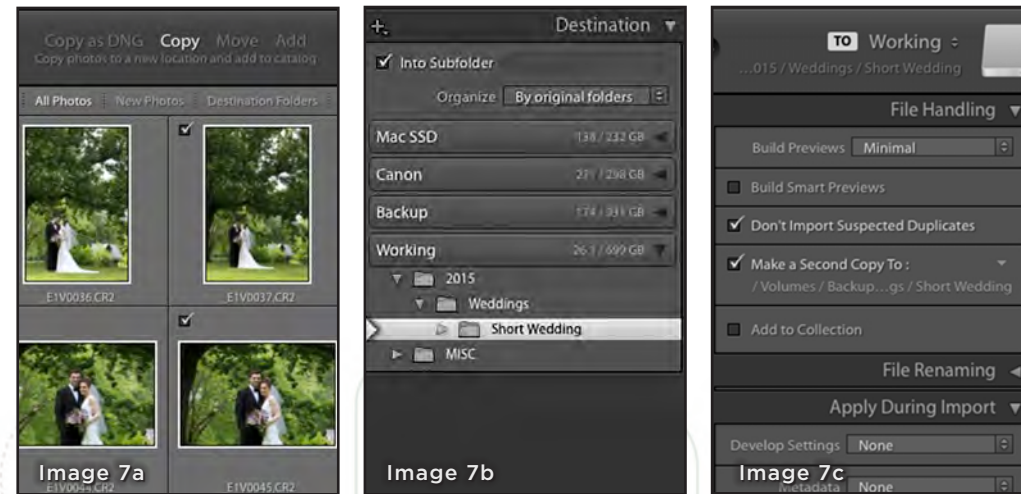 Copy as DNG Copy Move Add
Copy photos to a new location and add to catalog
All Photos New Photos Destination Folders
E1V0036.CR2 E1V0037.CR2
E1V0044.CR2 E1V0045.CR2
Image 7a
+ Destination
Into Subfolder
Organize By original folders
Mac SSD 138 / 232 GB
Canon
Backup
Working
2015
Weddings
Short Wedding
MISC
Image 7b
TO Working
...015 / Weddings / Short Wedding
File Handling
Build Previews Minimal
Build Smart Previews
Don't Import Suspected Duplicates
Make a Second Copy To :
/ Volumes / Backup...gs / Short Wedding
Add to Collection
File Renaming
Apply During Import
Develop Settings None
Metadata None
Image 7c